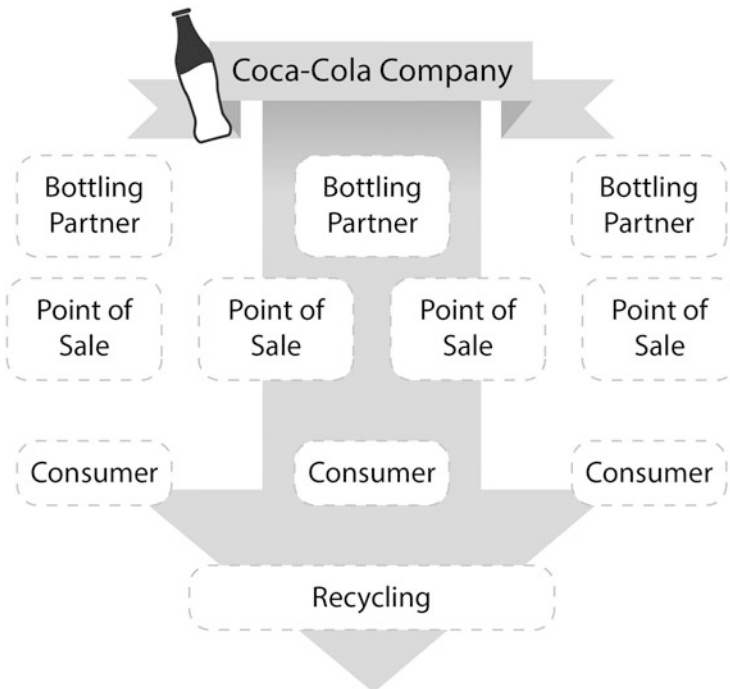 Coca-Cola Company
Bottling
Partner
Bottling
Partner
Bottling
Partner
Point of
Sale
Point of
Sale
Point of
Sale
Point of
Sale
Consumer
Consumer
Consumer
Recycling